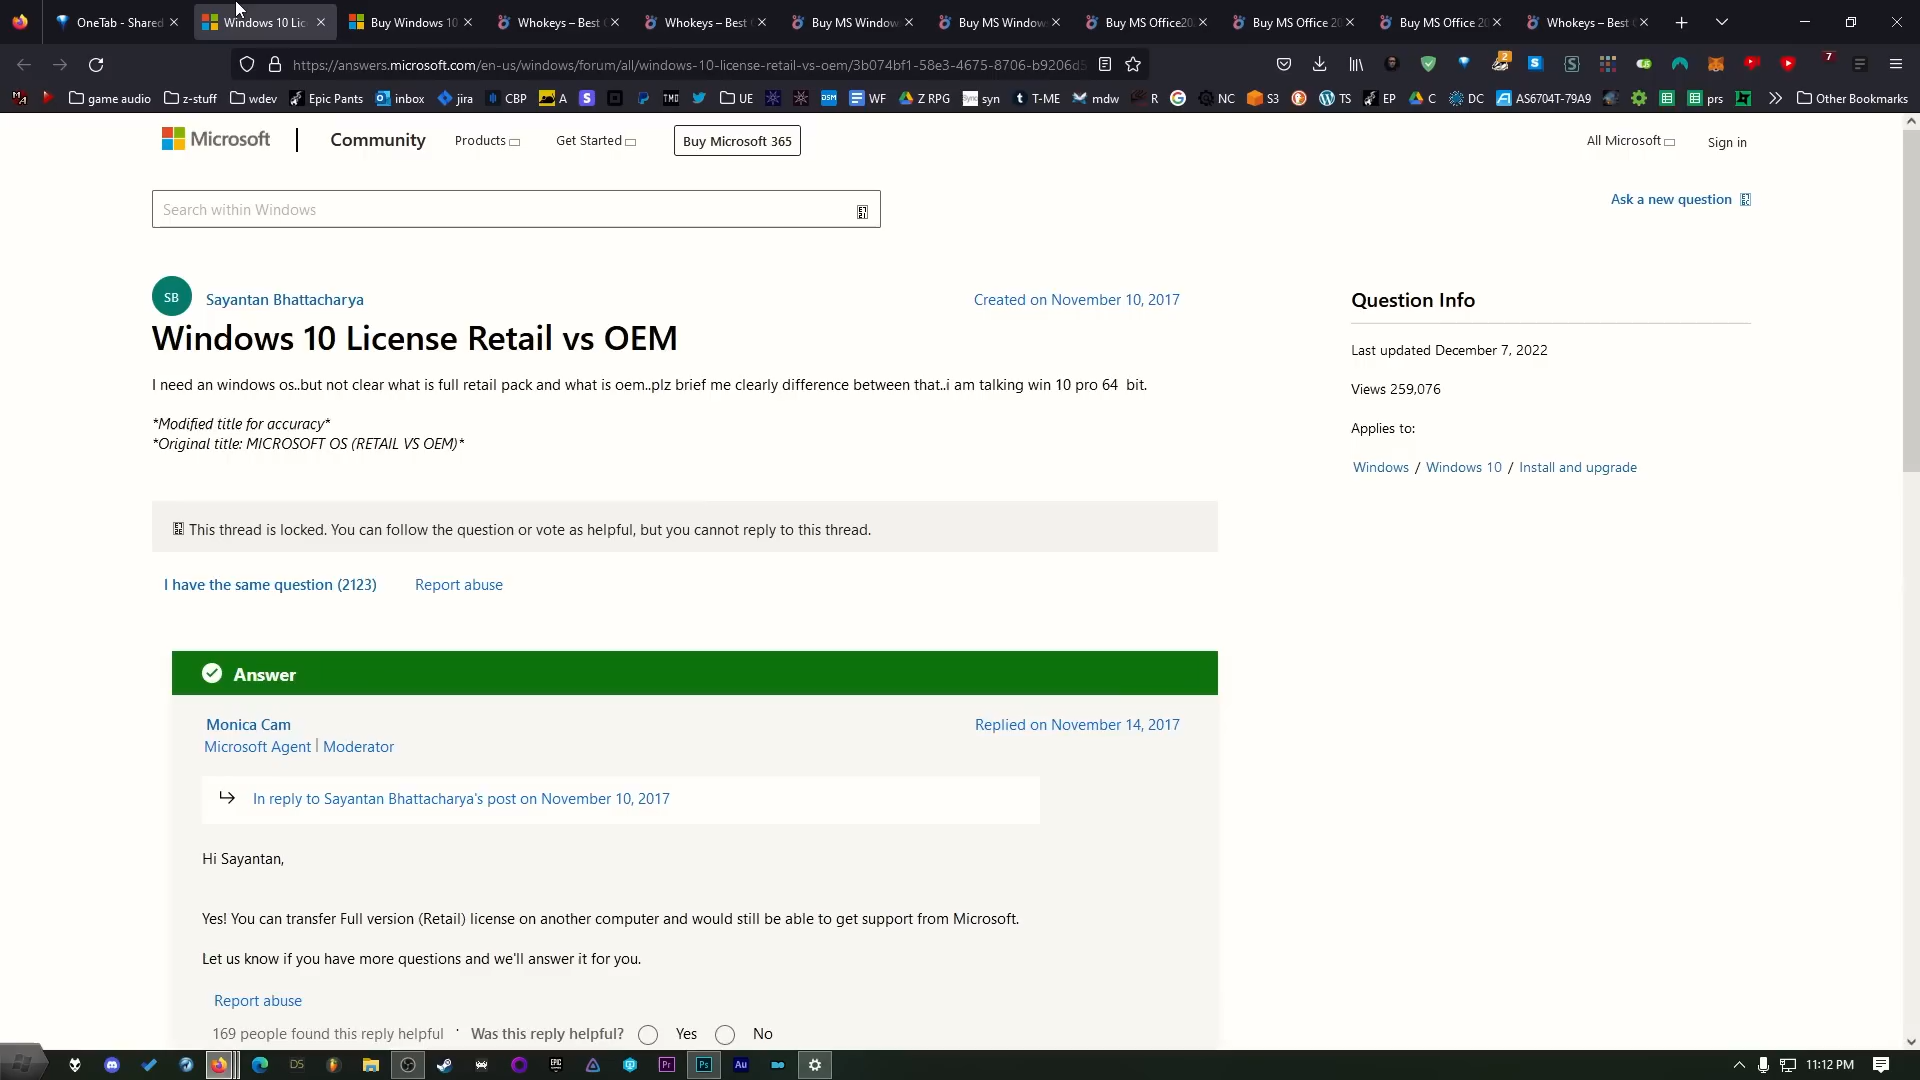 OneTab - Shared
Windows 10 Lic
Buy Windows 10
Whokeys – Best
Whokeys – Best
Buy MS Window
Buy MS Window
Buy MS Office20
Buy MS Office 20
Buy MS Office 20
Whokeys – Best
https://answers.microsoft.com/en-us/windows/forum/all/windows-10-license-retail-vs-oem/3b074bf1-58e3-4675-8706-b9206d5
game audio
z-stuff
wdev
Epic Pants
inbox
jira
CBP
A
UE
WF
Z RPG
syn
T-ME
mdw
R
NC
S3
TS
EP
C
DC
AS6704T-79A9
prs
Other Bookmarks
Microsoft
Community
Products
Get Started
Buy Microsoft 365
All Microsoft
Sign in
Search within Windows
Ask a new question
SB
Sayantan Bhattacharya
Created on November 10, 2017
Windows 10 License Retail vs OEM
I need an windows os..but not clear what is full retail pack and what is oem..plz brief me clearly difference between that..i am talking win 10 pro 64 bit.
*Modified title for accuracy*
*Original title: MICROSOFT OS (RETAIL VS OEM)*
Question Info
Last updated December 7, 2022
Views 259,076
Applies to:
Windows / Windows 10 / Install and upgrade
This thread is locked. You can follow the question or vote as helpful, but you cannot reply to this thread.
I have the same question (2123)
Report abuse
Answer
Monica Cam
Replied on November 14, 2017
Microsoft Agent | Moderator
In reply to Sayantan Bhattacharya's post on November 10, 2017
Hi Sayantan,
Yes! You can transfer Full version (Retail) license on another computer and would still be able to get support from Microsoft.
Let us know if you have more questions and we'll answer it for you.
Report abuse
169 people found this reply helpful · Was this reply helpful? Yes No
11:12 PM